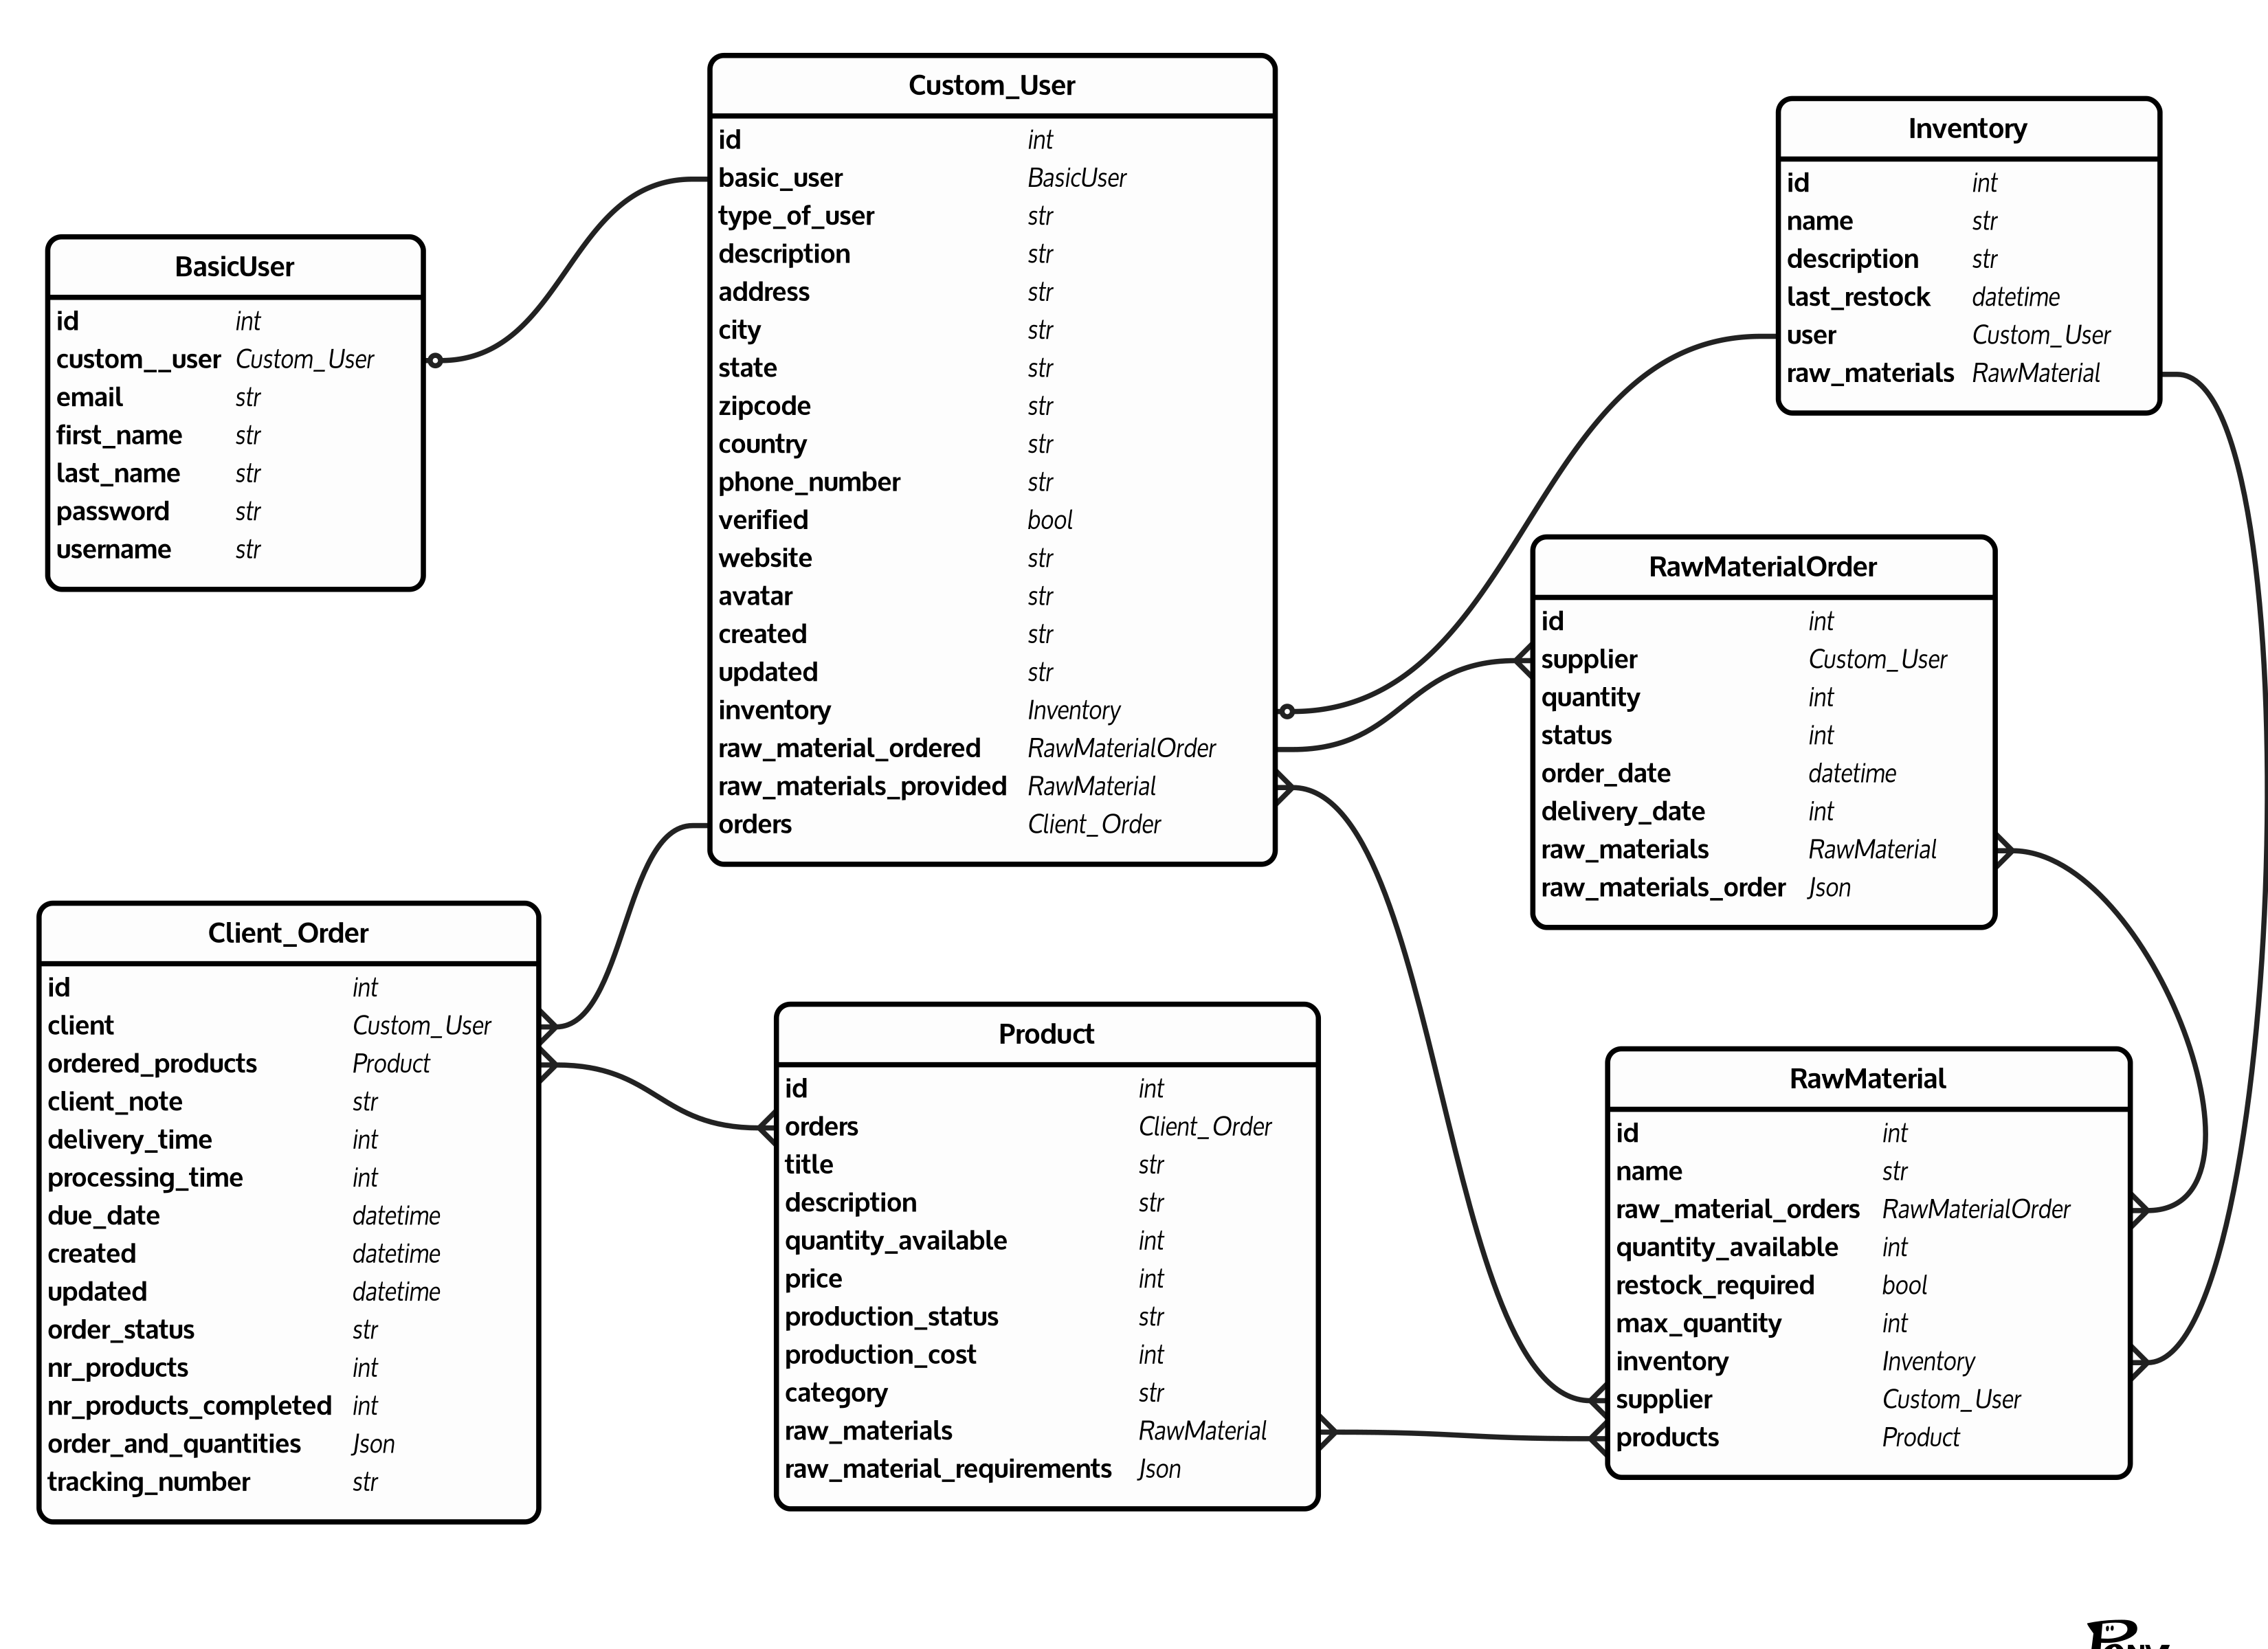 Custom_User
id int
basic_user BasicUser
type_of_user str
description str
address str
city str
state str
zipcode str
country str
phone_number str
verified bool
website str
avatar str
created str
updated str
inventory Inventory
raw_material_ordered RawMaterialOrder
raw_materials_provided RawMaterial
orders Client_Order
Inventory
id int
name str
description str
last_restock datetime
user Custom_User
raw_materials RawMaterial
BasicUser
id int
custom__user Custom_User
email str
first_name str
last_name str
password str
username str
RawMaterialOrder
id int
supplier Custom_User
quantity int
status int
order_date datetime
delivery_date int
raw_materials RawMaterial
raw_materials_order Json
Client_Order
id int
client Custom_User
ordered_products Product
client_note str
delivery_time int
processing_time int
due_date datetime
created datetime
updated datetime
order_status str
nr_products int
nr_products_completed int
order_and_quantities Json
tracking_number str
Product
id int
orders Client_Order
title str
description str
quantity_available int
price int
production_status str
production_cost int
category str
raw_materials RawMaterial
raw_material_requirements Json
RawMaterial
id int
name str
raw_material_orders RawMaterialOrder
quantity_available int
restock_required bool
max_quantity int
inventory Inventory
supplier Custom_User
products Product